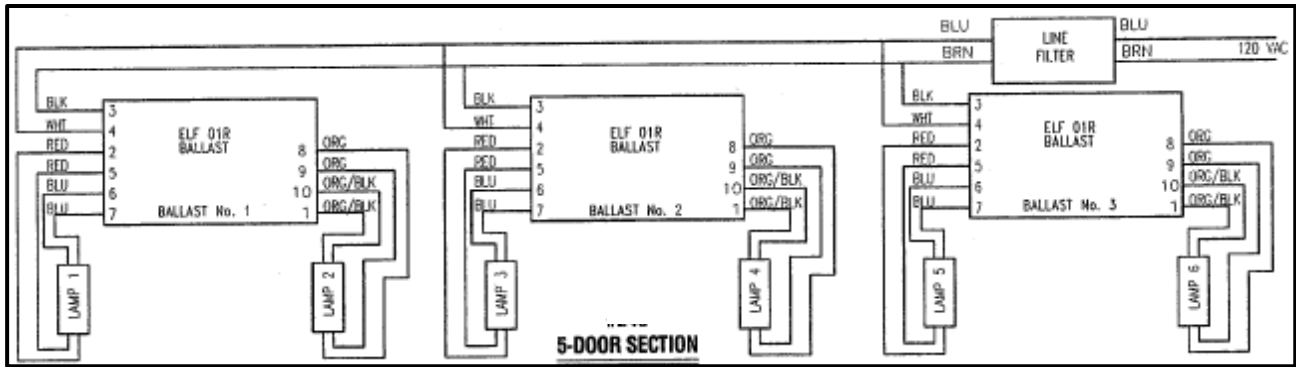 BLU
BRN
LINE
FILTER
BLU
BRN
120 VAC
BLK
WHT
RED
RED
BLU
BLU
3
4
2
5
6
7
ELF 01R
BALLAST
BALLAST No. 1
8
9
10
1
ORG
ORG
ORG/BLK
ORG/BLK
LAMP 1
LAMP 2
BLK
WHT
RED
RED
BLU
BLU
3
4
2
5
6
7
ELF 01R
BALLAST
BALLAST No. 2
8
9
10
1
ORG
ORG
ORG/BLK
ORG/BLK
LAMP 3
LAMP 4
BLK
WHT
RED
RED
BLU
BLU
3
4
2
5
6
7
ELF 01R
BALLAST
BALLAST No. 3
8
9
10
1
ORG
ORG
ORG/BLK
ORG/BLK
LAMP 5
LAMP 6
5-DOOR SECTION